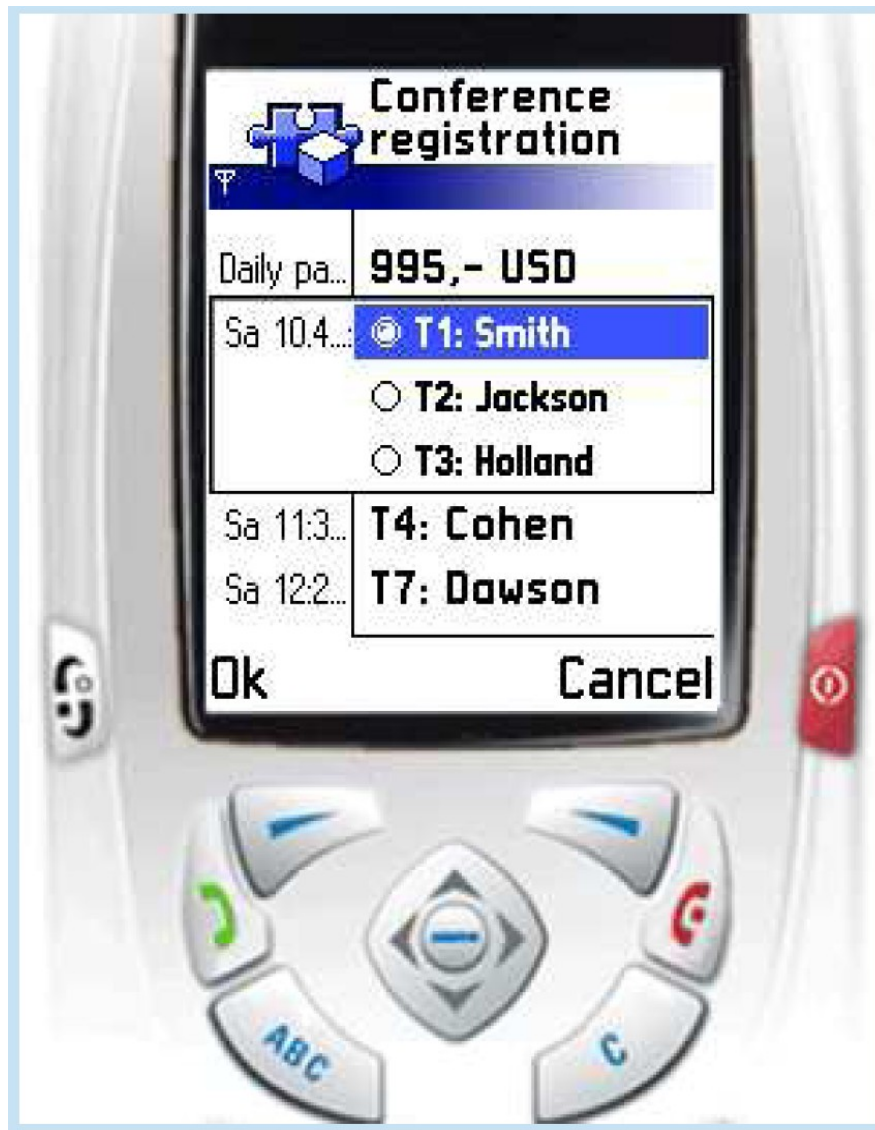 Conference
registration
Daily pa... 995,- USD
Sa 10.4...: T1: Smith
T2: Jackson
T3: Holland
Sa 11:3... T4: Cohen
Sa 12:2... T7: Dawson
Ok Cancel
ABC C